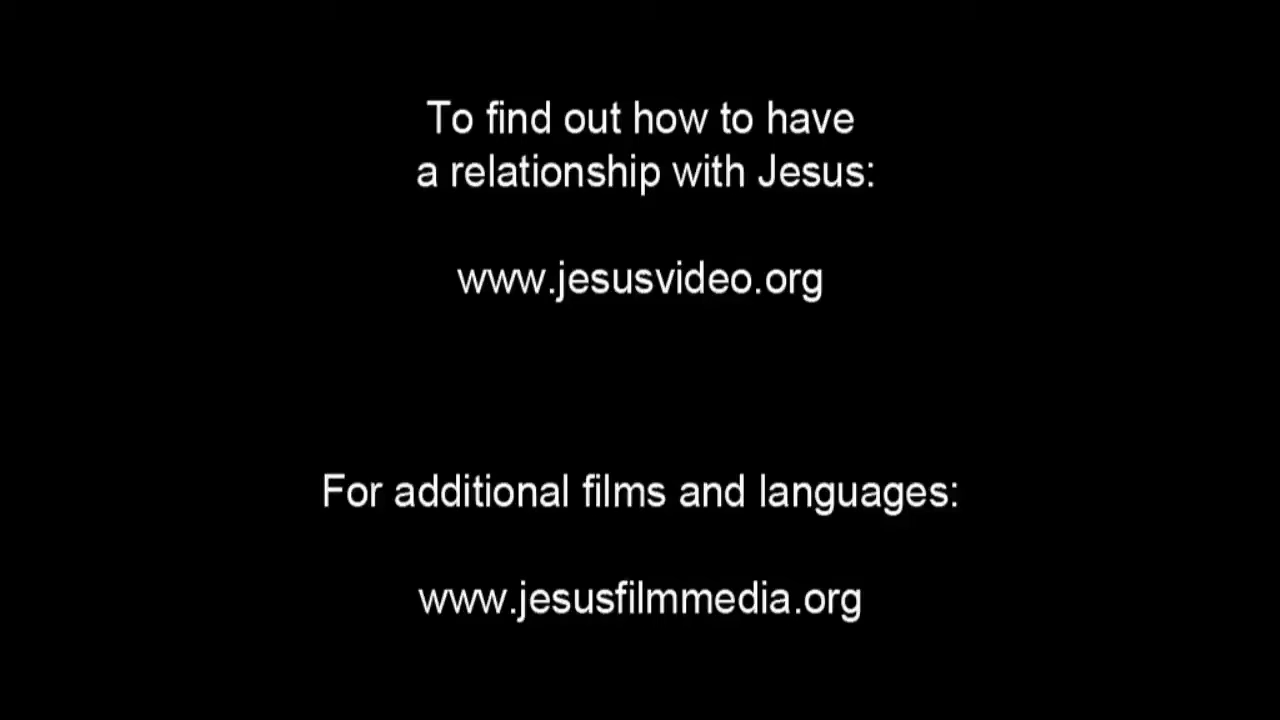 To find out how to have
a relationship with Jesus:
www.jesusvideo.org
For additional films and languages:
www.jesusfilmmedia.org